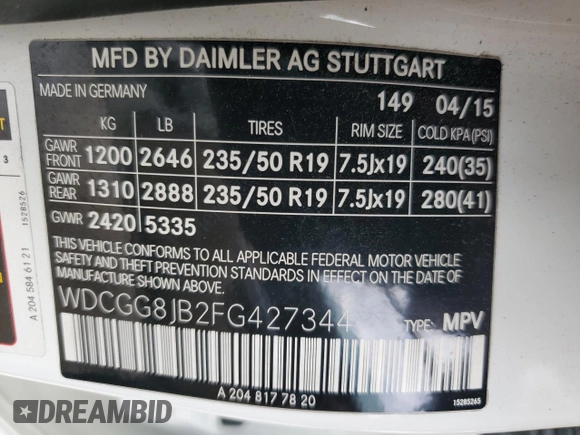 MFD BY DAIMLER AG STUTTGART
MADE IN GERMANY 149 04/15
KG LB TIRES RIM SIZE COLD KPA(PSI)
GAWR FRONT 1200 2646 235/50 R19 7.5Jx19 240(35)
GAWR REAR 1310 2888 235/50 R19 7.5Jx19 280(41)
GVWR 2420 5335
THIS VEHICLE CONFORMS TO ALL APPLICABLE FEDERAL MOTOR VEHICLE
SAFETY AND THEFT PREVENTION STANDARDS IN EFFECT ON THE DATE OF
MANUFACTURE SHOWN ABOVE.
WDCGG8JB2FG427344 TYPE: MPV
A 204 817 78 20
15285265
A 204 584 61 21 1528526
3
DREAMBID